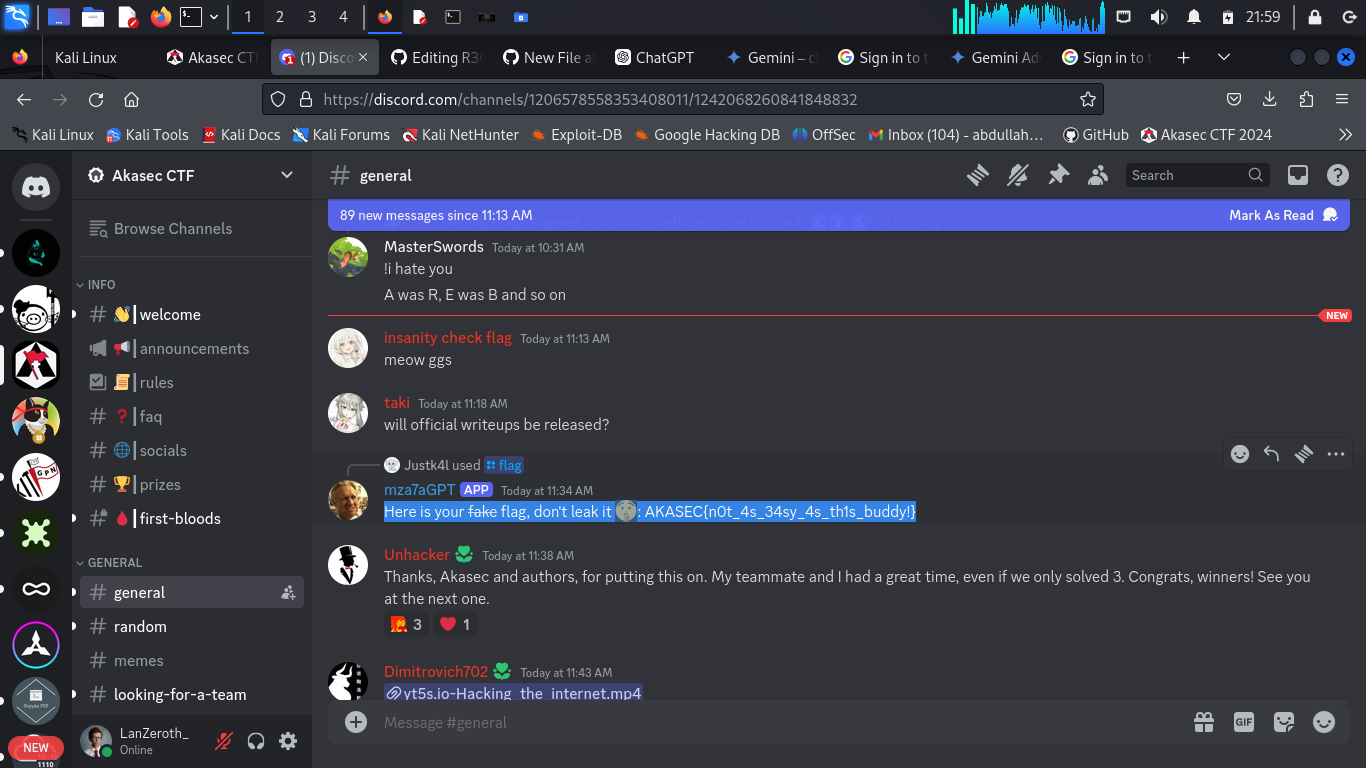 1 2 3 4 21:59
Kali Linux Akasec CT (1) Disco Editing R3 New File a ChatGPT Gemini – c Sign in to t Gemini Ad Sign in to t
https://discord.com/channels/1206578558353408011/1242068260841848832
Kali Linux Kali Tools Kali Docs Kali Forums Kali NetHunter Exploit-DB Google Hacking DB OffSec Inbox (104) - abdullah… GitHub Akasec CTF 2024
Akasec CTF
# general
Search
Browse Channels
89 new messages since 11:13 AM Mark As Read
MasterSwords Today at 10:31 AM
!i hate you
A was R, E was B and so on
NEW
INFO
welcome
announcements
rules
faq
socials
prizes
first-bloods
GENERAL
general
random
memes
looking-for-a-team
insanity check flag Today at 11:13 AM
meow ggs
taki Today at 11:18 AM
will official writeups be released?
Justk4l used flag
mza7aGPT APP Today at 11:34 AM
Here is your fake flag, don't leak it 🤫: AKASEC{n0t_4s_34sy_4s_th1s_buddy!}
Unhacker Today at 11:38 AM
Thanks, Akasec and authors, for putting this on. My teammate and I had a great time, even if we only solved 3. Congrats, winners! See you
at the next one.
3 1
Dimitrovich702 Today at 11:43 AM
yt5s.io-Hacking_the_internet.mp4
Message #general
GIF
LanZeroth_
Online
NEW
1110